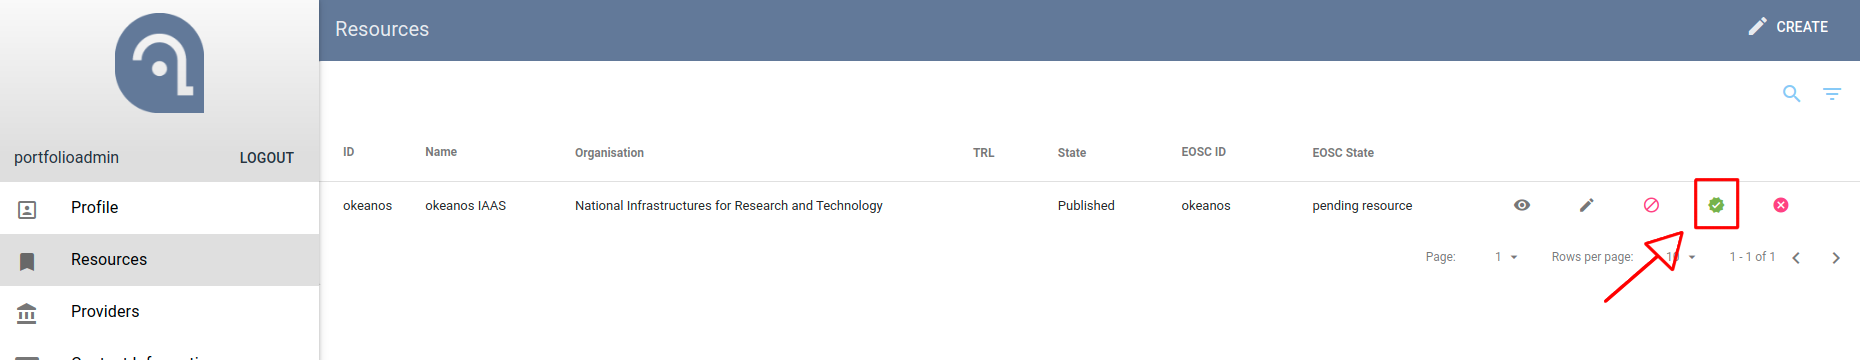 Resources
CREATE
portfolioadmin
LOGOUT
Profile
Resources
Providers
ID Name Organisation TRL State EOSC ID EOSC State
okeanos okeanos IAAS National Infrastructures for Research and Technology Published okeanos pending resource
Page: 1 Rows per page: 10 1 - 1 of 1